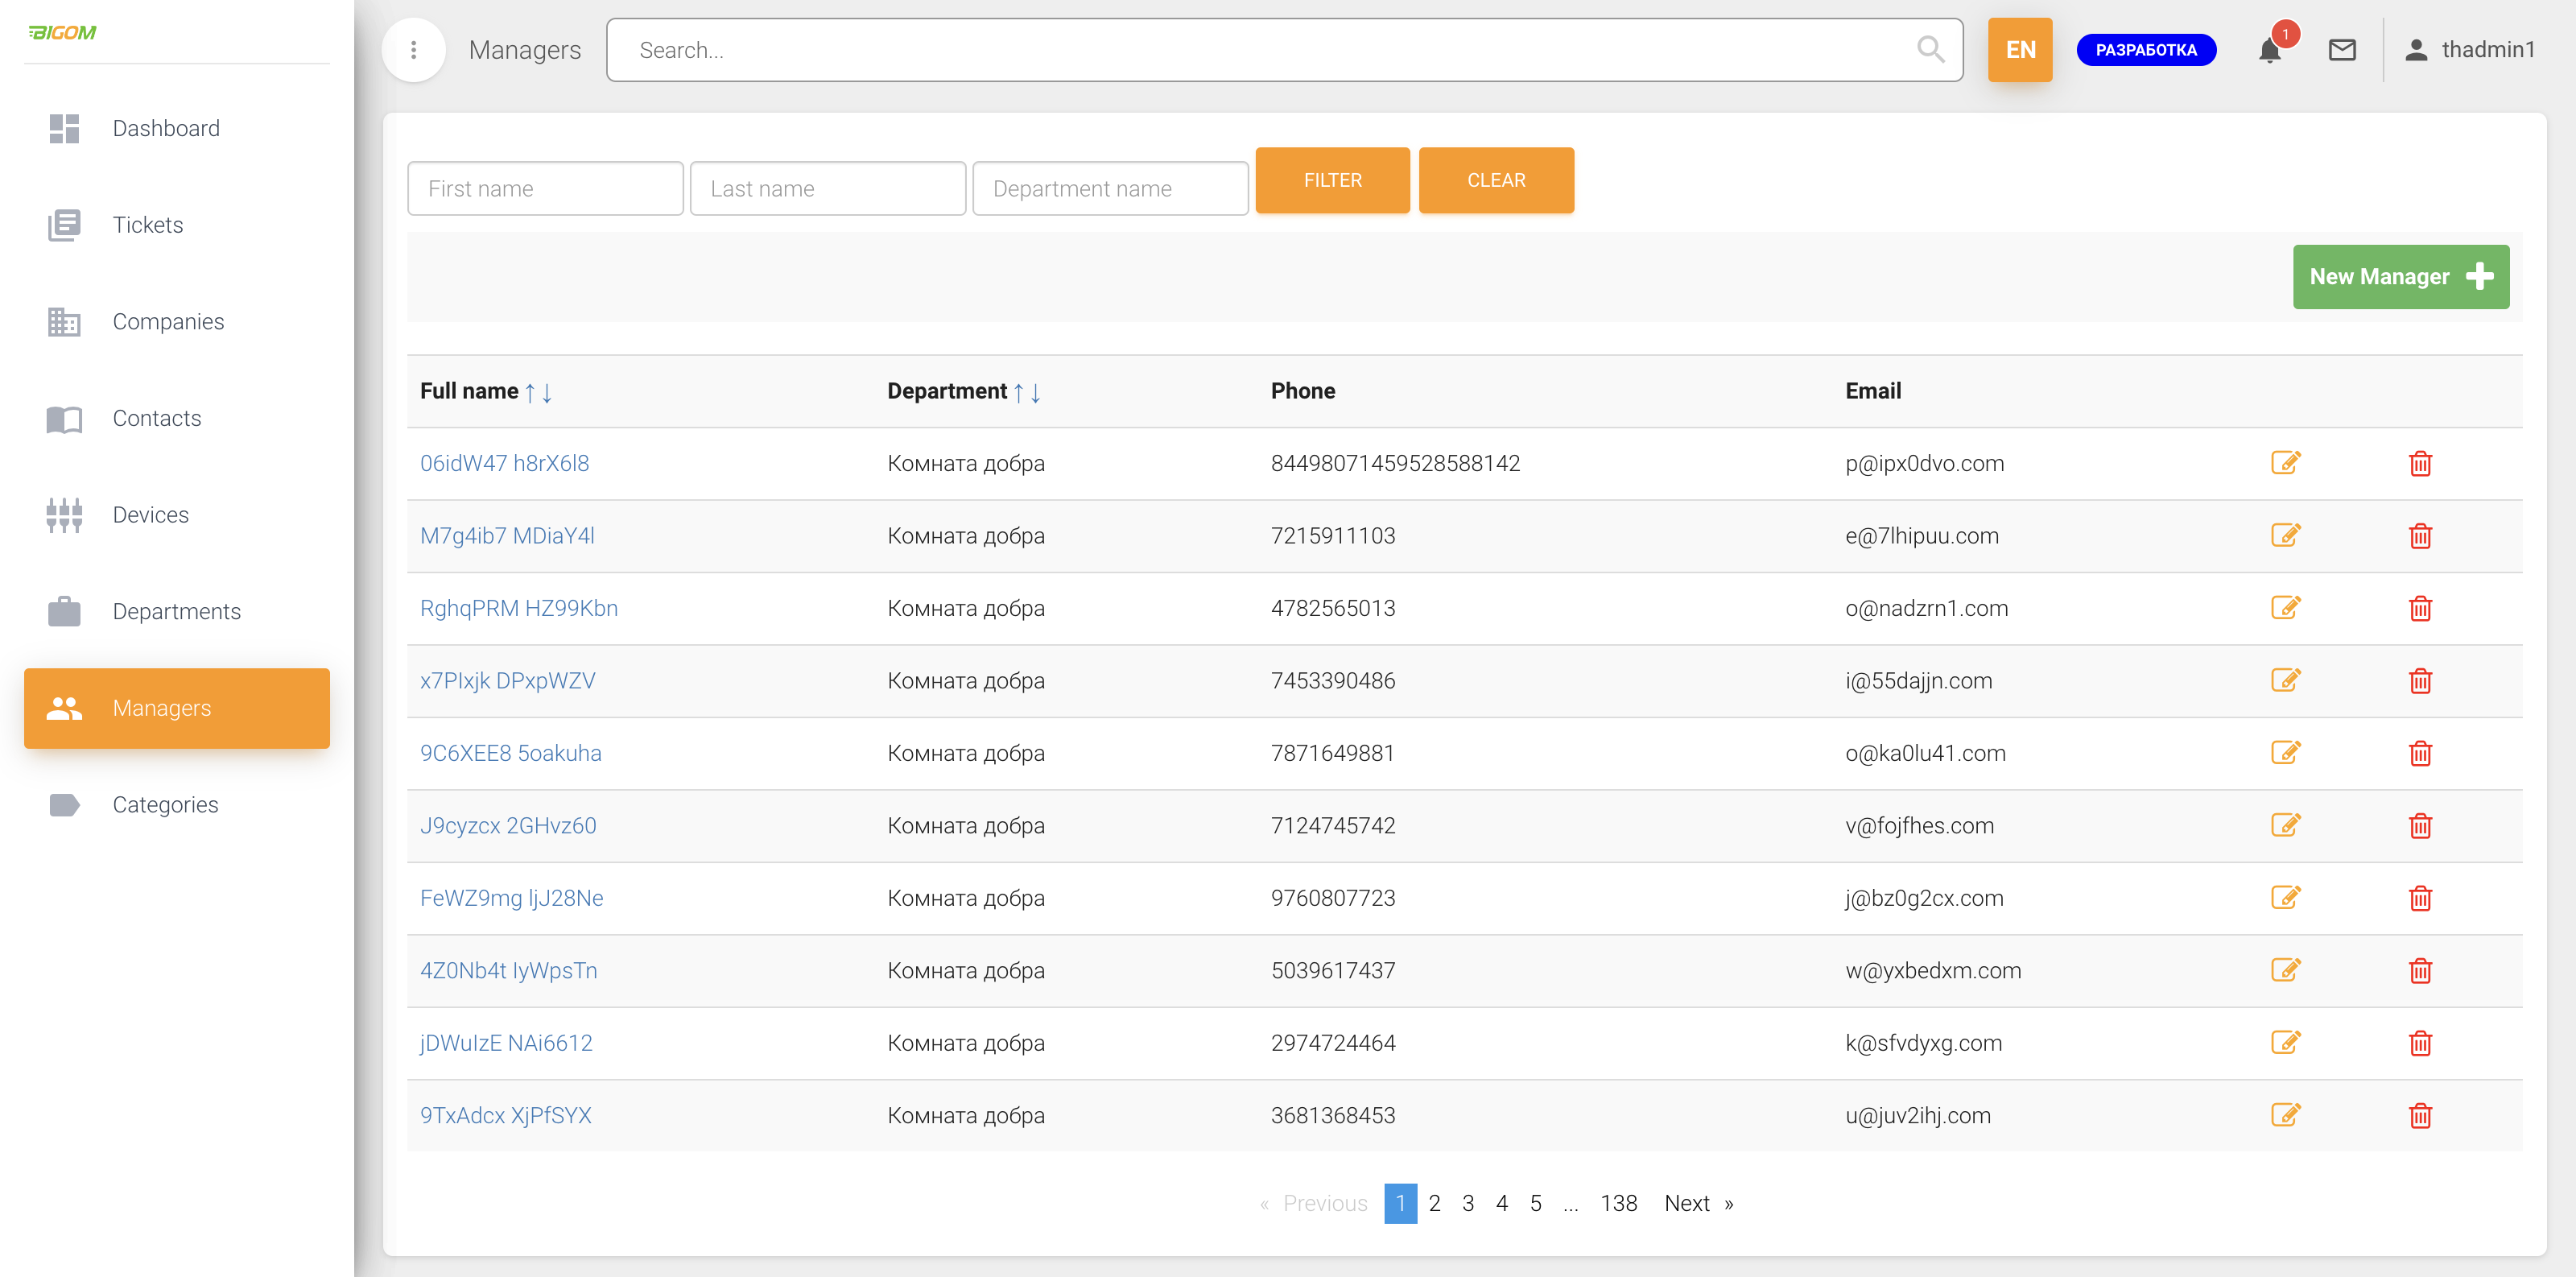 BIGOM
Managers
Search...
EN
РАЗРАБОТКА
1
thadmin1
Dashboard
Tickets
Companies
Contacts
Devices
Departments
Managers
Categories
First name Last name Department name FILTER CLEAR
New Manager
Full name ↑↓ Department ↑↓ Phone Email
06idW47 h8rX6l8 Комната добра 84498071459528588142 p@ipx0dvo.com
M7g4ib7 MDiaY4l Комната добра 7215911103 e@7lhipuu.com
RghqPRM HZ99Kbn Комната добра 4782565013 o@nadzrn1.com
x7PIxjk DPxpWZV Комната добра 7453390486 i@55dajjn.com
9C6XEE8 5oakuha Комната добра 7871649881 o@ka0lu41.com
J9cyzcx 2GHvz60 Комната добра 7124745742 v@fojfhes.com
FeWZ9mg ljJ28Ne Комната добра 9760807723 j@bz0g2cx.com
4Z0Nb4t IyWpsTn Комната добра 5039617437 w@yxbedxm.com
jDWuIzE NAi6612 Комната добра 2974724464 k@sfvdyxg.com
9TxAdcx XjPfSYX Комната добра 3681368453 u@juv2ihj.com
« Previous 1 2 3 4 5 ... 138 Next »